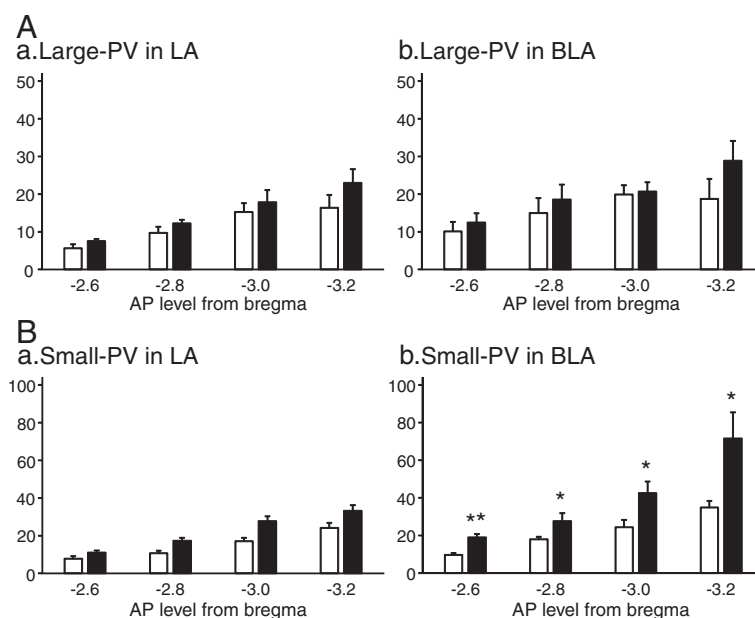 A
a.Large-PV in LA
50
40
30
20
10
0
-2.6 -2.8 -3.0 -3.2
AP level from bregma
b.Large-PV in BLA
50
40
30
20
10
0
-2.6 -2.8 -3.0 -3.2
AP level from bregma
B
a.Small-PV in LA
100
80
60
40
20
0
-2.6 -2.8 -3.0 -3.2
AP level from bregma
b.Small-PV in BLA
100
80
60
40
20
0
** * * *
-2.6 -2.8 -3.0 -3.2
AP level from bregma